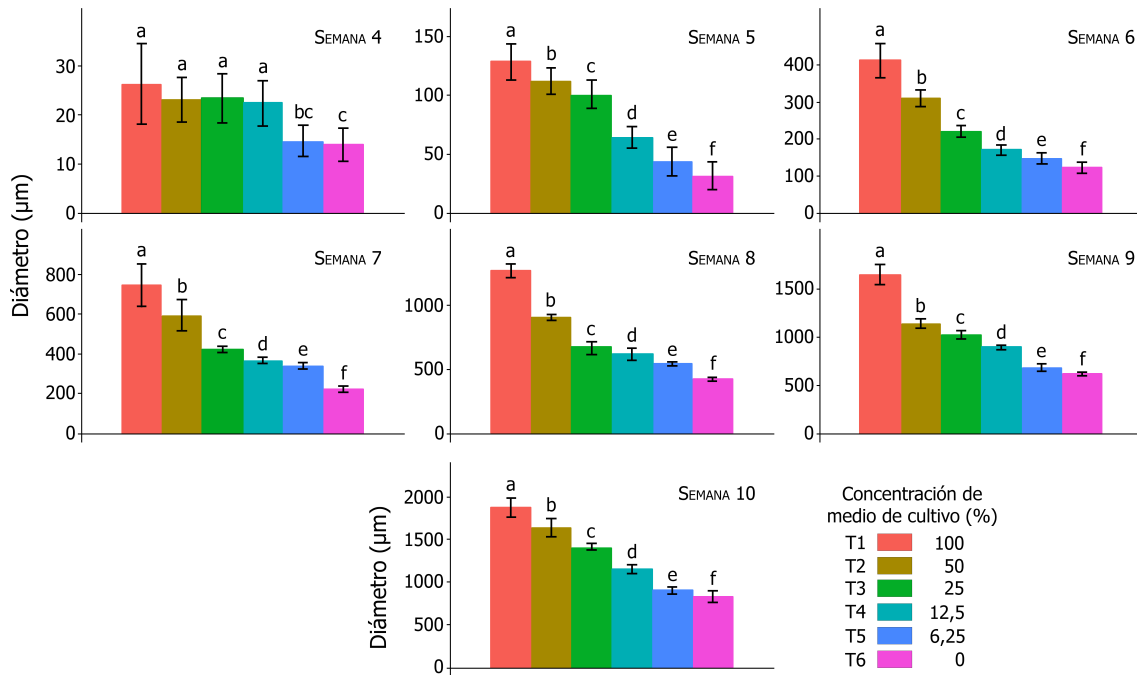 Diámetro (µm)
SEMANA 4
30
20
10
0
a
a
a
a
bc
c
SEMANA 5
150
100
50
0
a
b
c
d
e
f
SEMANA 6
400
300
200
100
0
a
b
c
d
e
f
SEMANA 7
800
600
400
200
0
a
b
c
d
e
f
SEMANA 8
1000
500
0
a
b
c
d
e
f
SEMANA 9
1500
1000
500
0
a
b
c
d
e
f
Diámetro (µm)
SEMANA 10
2000
1500
1000
500
0
a
b
c
d
e
f
Concentración de
medio de cultivo (%)
T1 100
T2 50
T3 25
T4 12,5
T5 6,25
T6 0